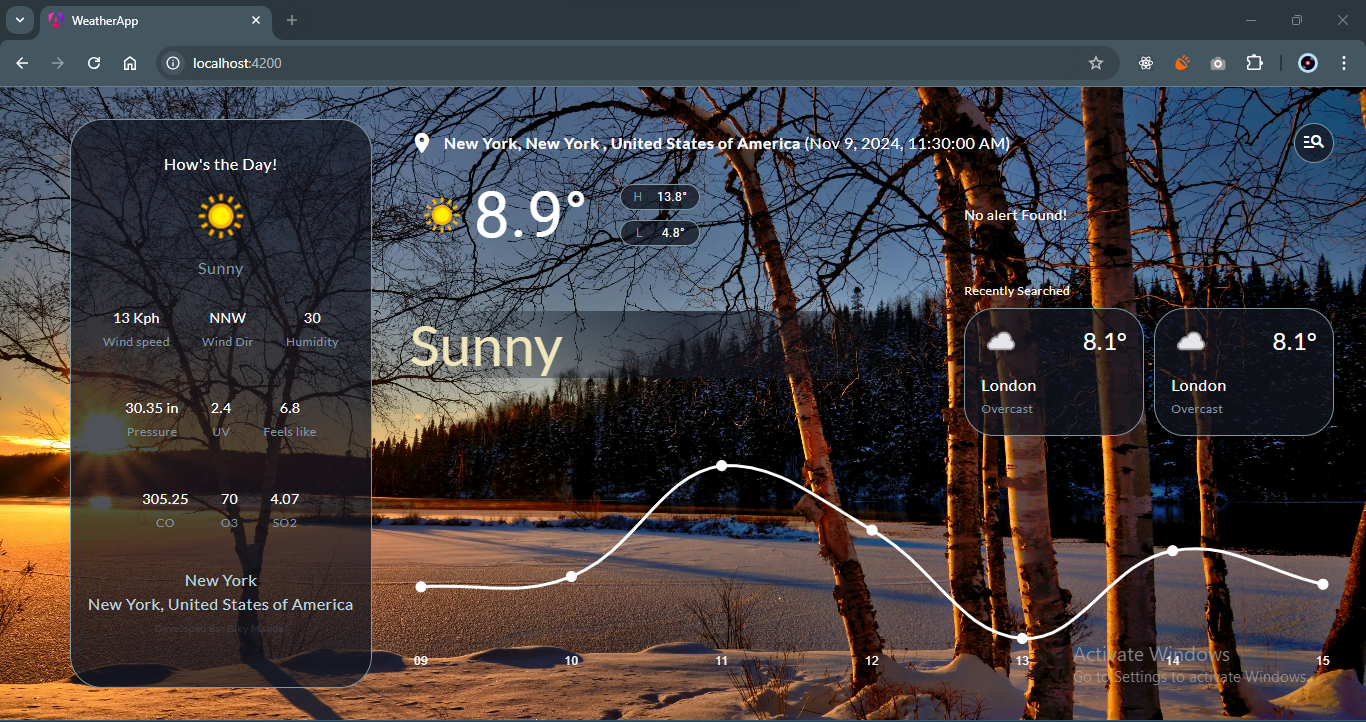 WeatherApp
localhost:4200
How's the Day!
Sunny
13 Kph NNW 30
Wind speed Wind Dir Humidity
30.35 in 2.4 6.8
Pressure UV Feels like
305.25 70 4.07
CO O3 SO2
New York
New York, United States of America
Developed By:
New York, New York , United States of America (Nov 9, 2024, 11:30:00 AM)
8.9°
H 13.8°
L 4.8°
Sunny
No alert Found!
Recently Searched
8.1° 8.1°
London London
Overcast Overcast
09 10 11 12 13 14 15
Activate Windows
Go to Settings to activate Windows.